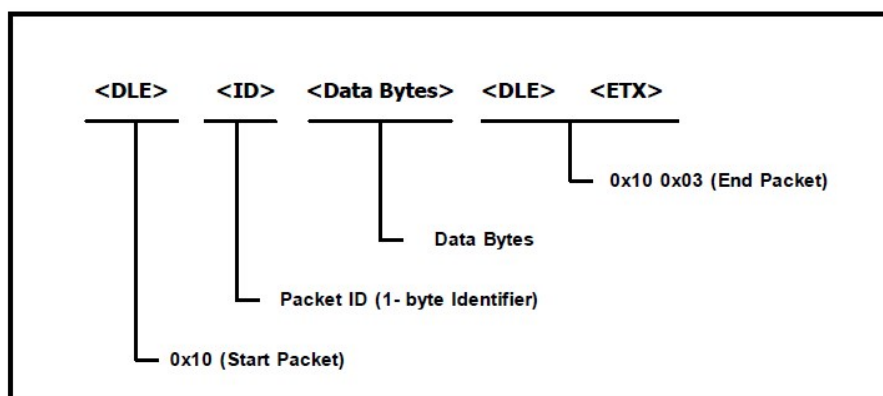 <DLE> <ID> <Data Bytes> <DLE> <ETX>
0x10 0x03 (End Packet)
Data Bytes
Packet ID (1- byte Identifier)
0x10 (Start Packet)